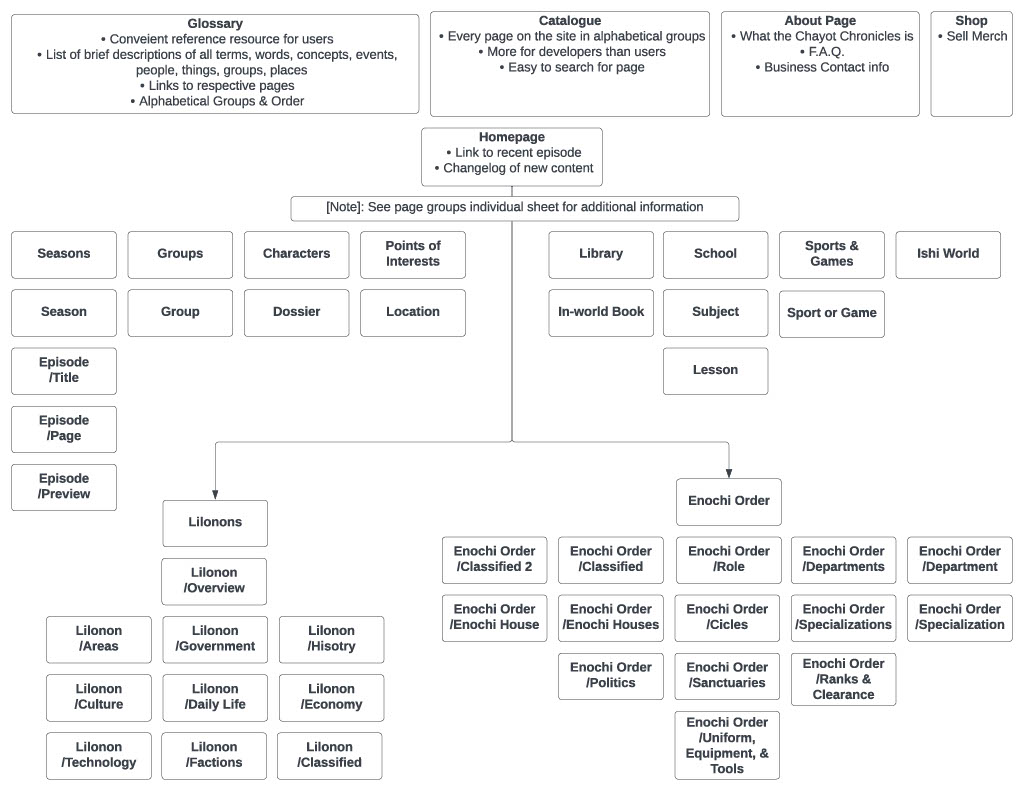 Glossary
• Conveient reference resource for users
• List of brief descriptions of all terms, words, concepts, events,
people, things, groups, places
• Links to respective pages
• Alphabetical Groups & Order
Catalogue
• Every page on the site in alphabetical groups
• More for developers than users
• Easy to search for page
About Page
• What the Chayot Chronicles is
• F.A.Q.
• Business Contact info
Shop
• Sell Merch
Homepage
• Link to recent episode
• Changelog of new content
[Note]: See page groups individual sheet for additional information
Seasons
Groups
Characters
Points of
Interests
Library
School
Sports &
Games
Ishi World
Season
Group
Dossier
Location
In-world Book
Subject
Sport or Game
Episode
/Title
Lesson
Episode
/Page
Episode
/Preview
Lilonons
Lilonon
/Overview
Lilonon
/Areas
Lilonon
/Government
Lilonon
/Hisotry
Lilonon
/Culture
Lilonon
/Daily Life
Lilonon
/Economy
Lilonon
/Technology
Lilonon
/Factions
Lilonon
/Classified
Enochi Order
Enochi Order
/Classified 2
Enochi Order
/Classified
Enochi Order
/Role
Enochi Order
/Departments
Enochi Order
/Department
Enochi Order
/Enochi House
Enochi Order
/Enochi Houses
Enochi Order
/Cicles
Enochi Order
/Specializations
Enochi Order
/Specialization
Enochi Order
/Politics
Enochi Order
/Sanctuaries
Enochi Order
/Ranks &
Clearance
Enochi Order
/Uniform,
Equipment, &
Tools